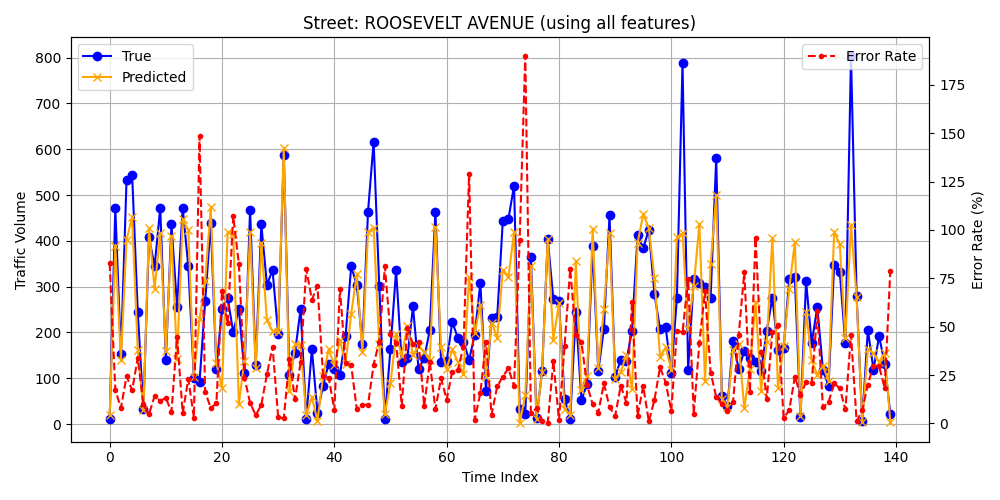 Street: ROOSEVELT AVENUE (using all features)
True
Predicted
Error Rate
800
700
600
500
400
300
200
100
0
Traffic Volume
175
150
125
100
75
50
25
0
Error Rate (%)
0 20 40 60 80 100 120 140
Time Index